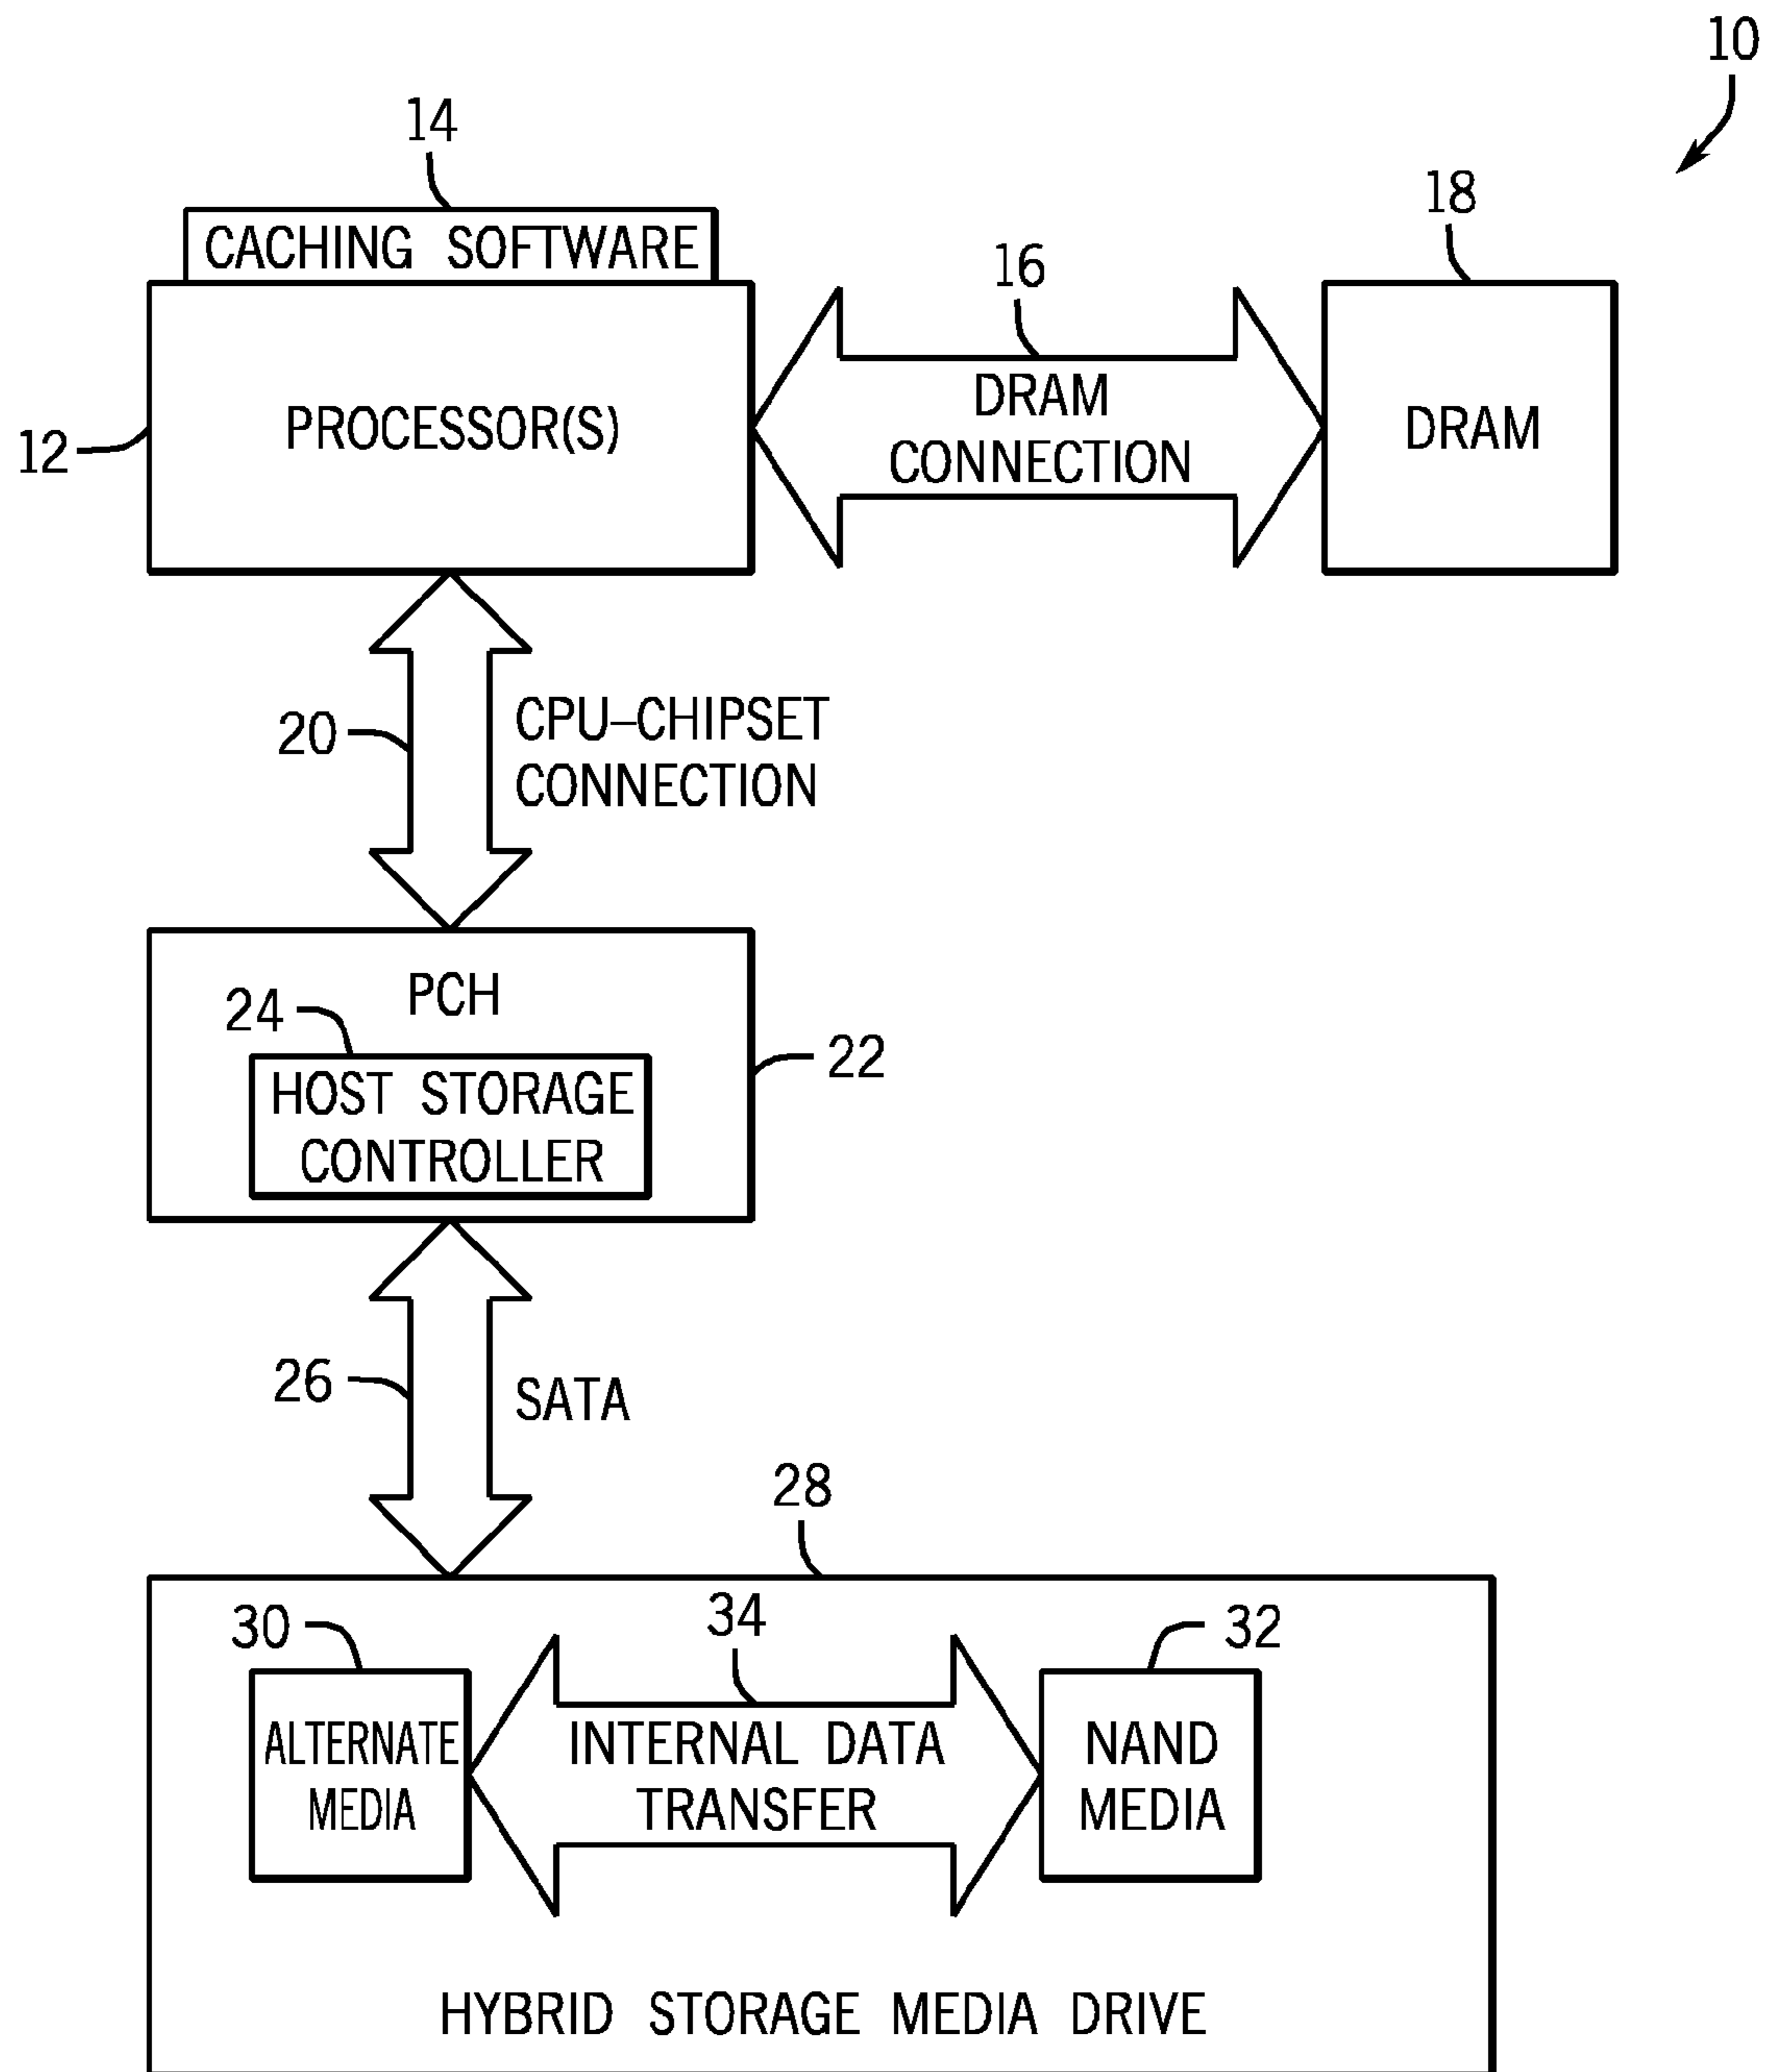 10
14
CACHING SOFTWARE
18
16
PROCESSOR(S)
DRAM
CONNECTION
DRAM
12
20
CPU-CHIPSET
CONNECTION
PCH
24
22
HOST STORAGE
CONTROLLER
26
SATA
28
30
34
32
ALTERNATE
MEDIA
INTERNAL DATA
TRANSFER
NAND
MEDIA
HYBRID STORAGE MEDIA DRIVE